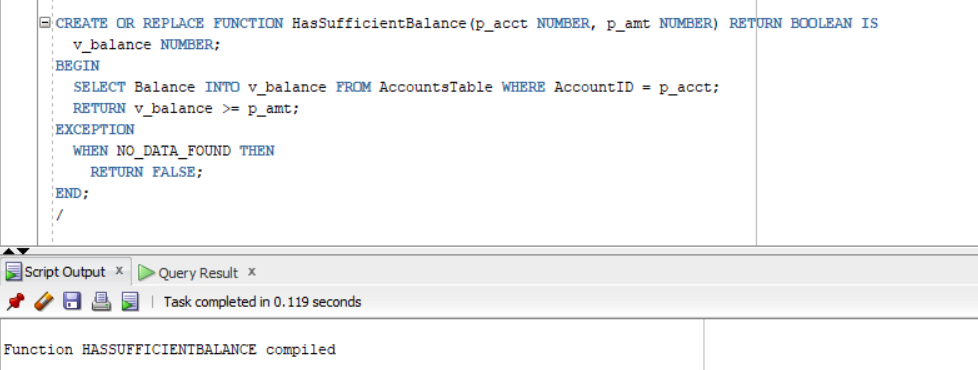 CREATE OR REPLACE FUNCTION HasSufficientBalance(p_acct NUMBER, p_amt NUMBER) RETURN BOOLEAN IS
v_balance NUMBER;
BEGIN
SELECT Balance INTO v_balance FROM AccountsTable WHERE AccountID = p_acct;
RETURN v_balance >= p_amt;
EXCEPTION
WHEN NO_DATA_FOUND THEN
RETURN FALSE;
END;
/
Script Output x Query Result x
Task completed in 0.119 seconds
Function HASSUFFICIENTBALANCE compiled